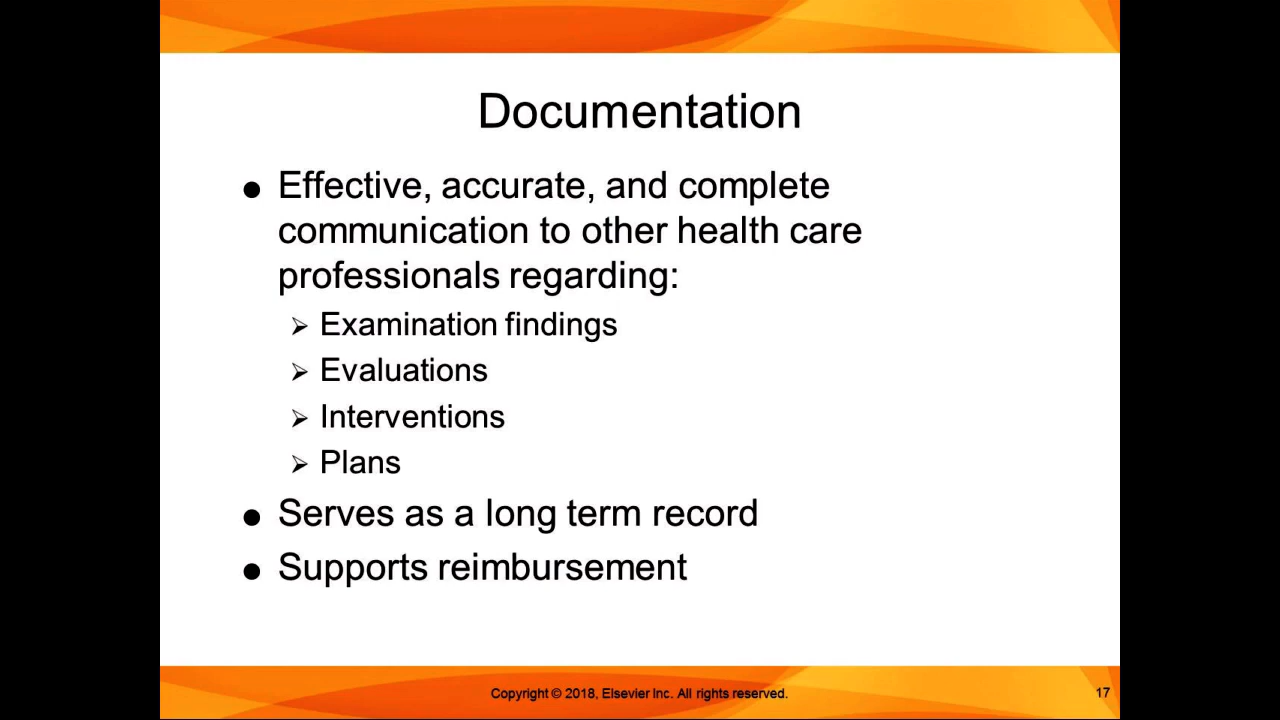 Documentation
● Effective, accurate, and complete
communication to other health care
professionals regarding:
➢ Examination findings
➢ Evaluations
➢ Interventions
➢ Plans
● Serves as a long term record
● Supports reimbursement
Copyright © 2018, Elsevier Inc. All rights reserved.
17